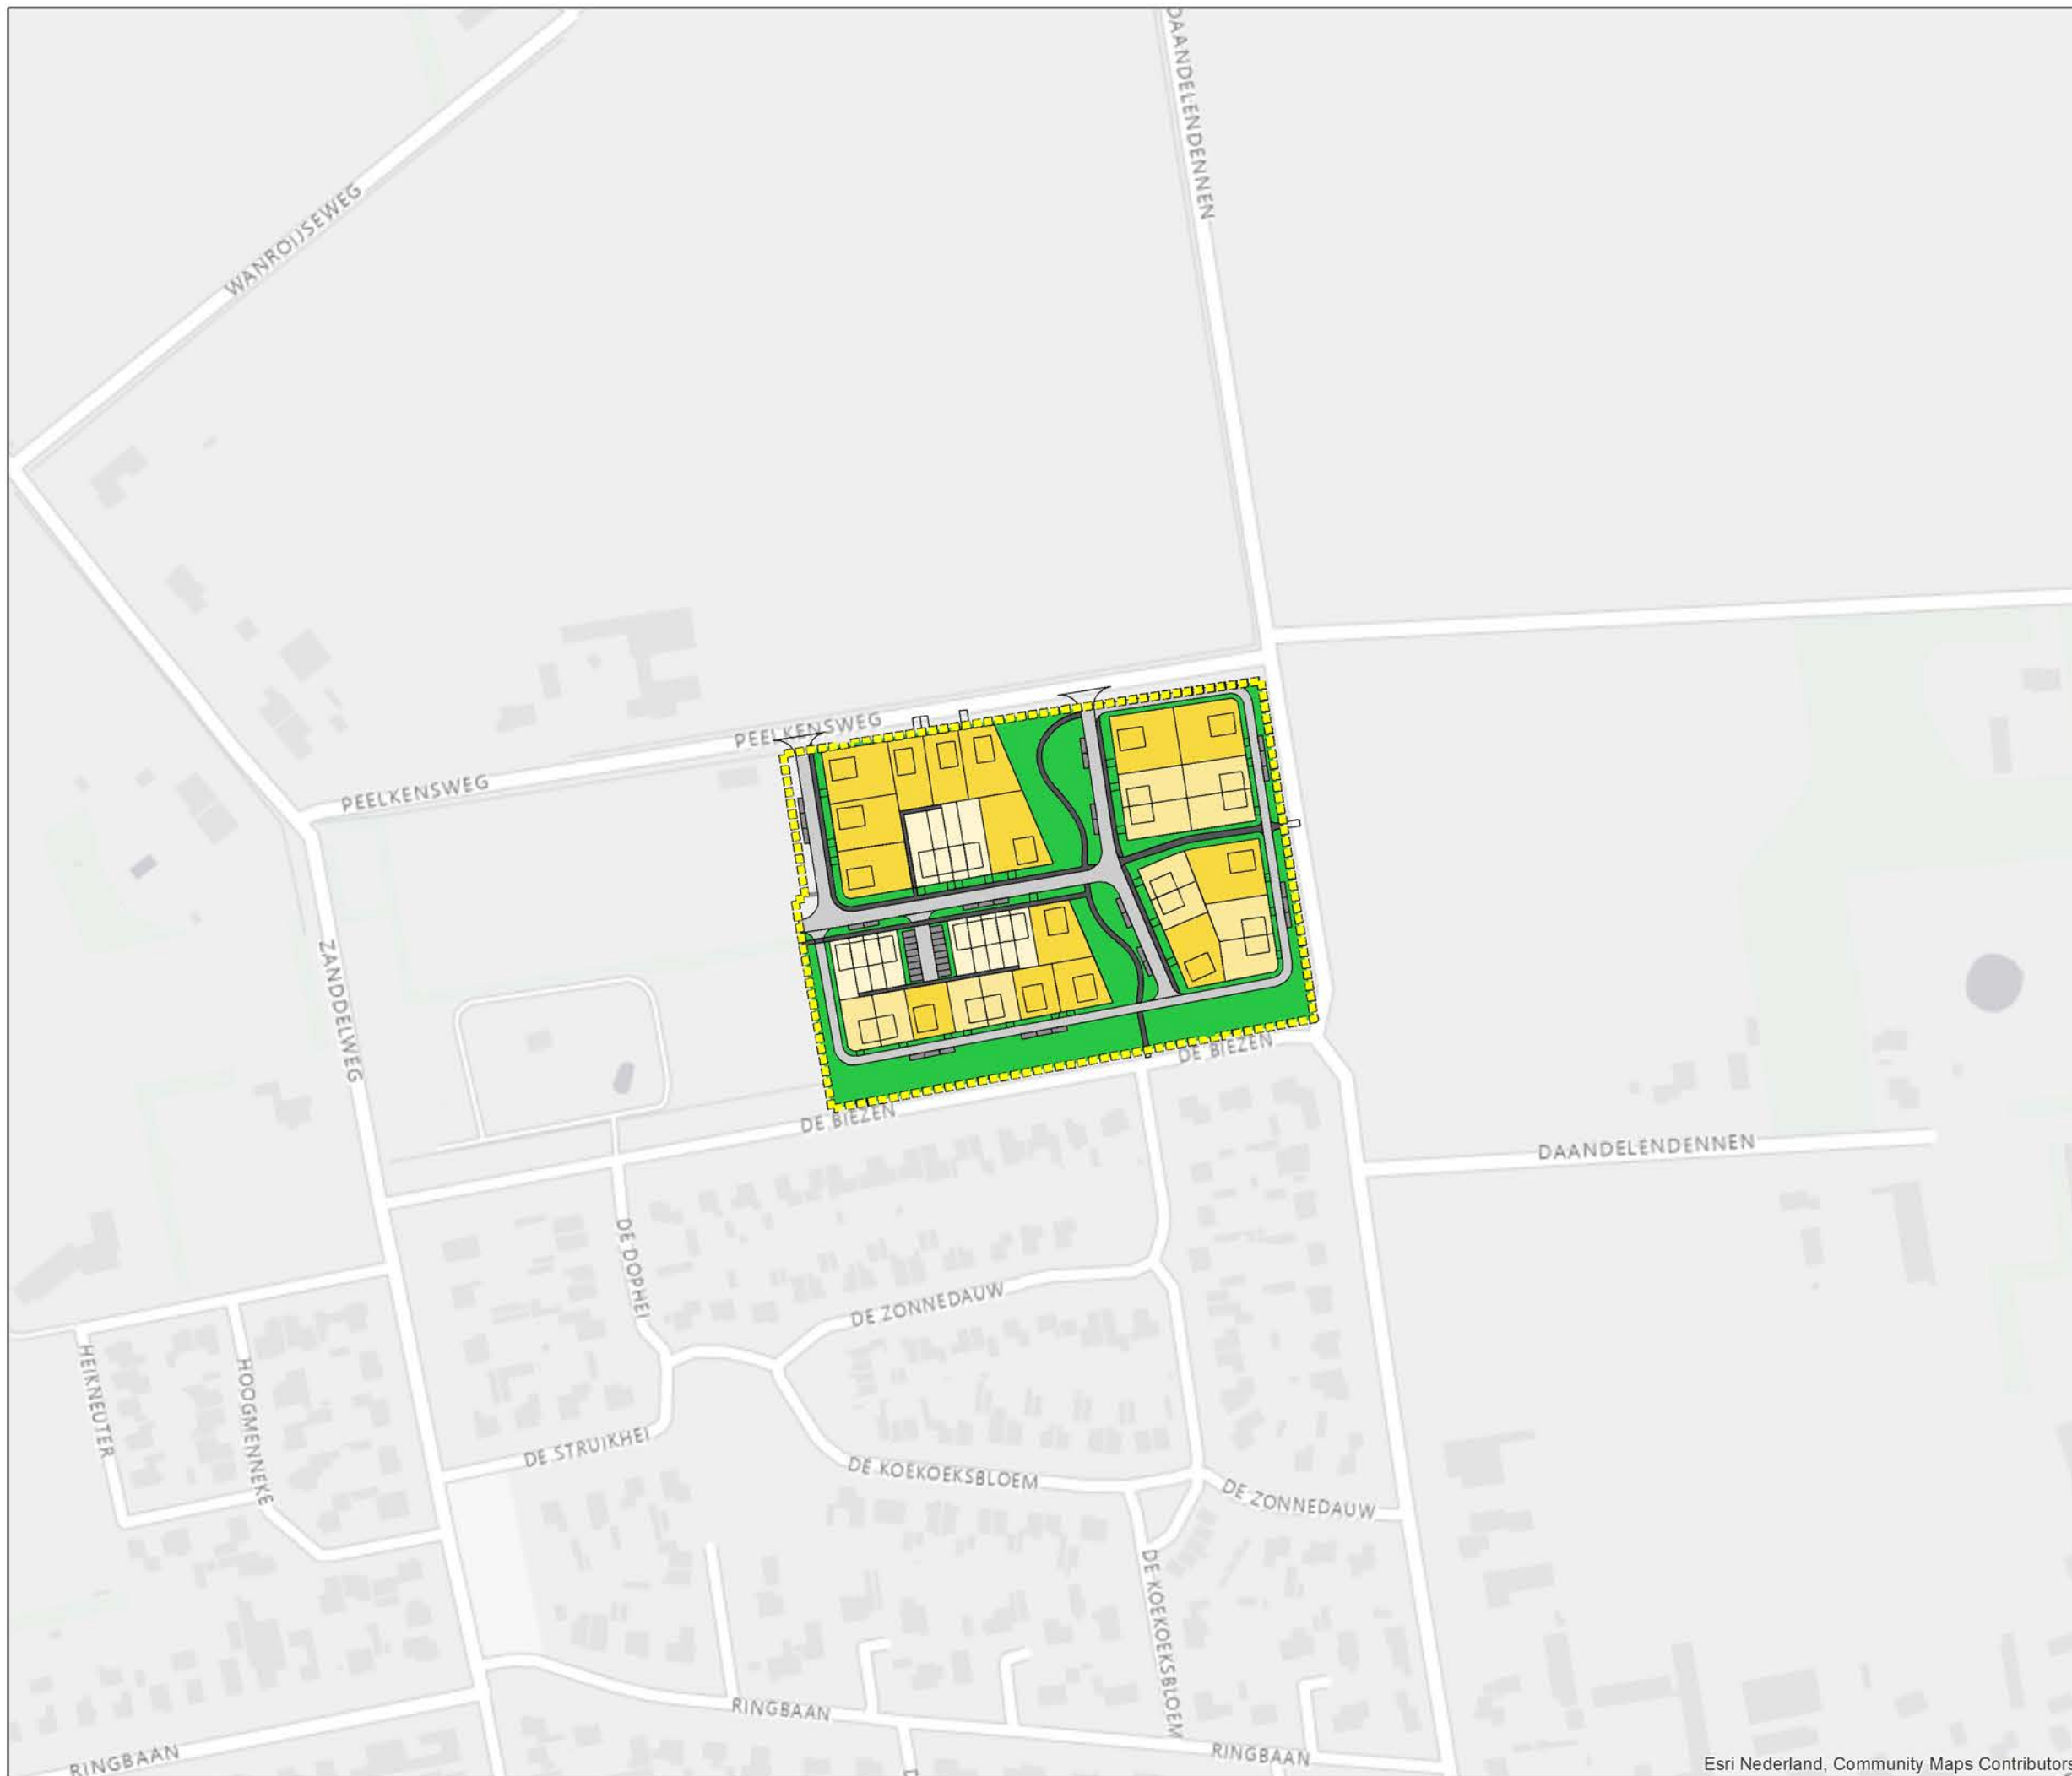 DAANDELENDENNEN
WANROIJSEWEG
PEELKENSWEG
PEELKENSWEG
ZANDDELWEG
DE BIEZEN
DE BIEZEN
DAANDELENDENNEN
DE DOPHEI
DE ZONNEDAUW
HEIKNEUTER
HOOGMENNEKE
DE STRUIKHEI
DE KOEKOEKSBLOEM
DE ZONNEDAUW
DE KOEKOEKSBLOEM
RINGBAAN
RINGBAAN
RINGBAAN
Esri Nederland, Community Maps Contributors